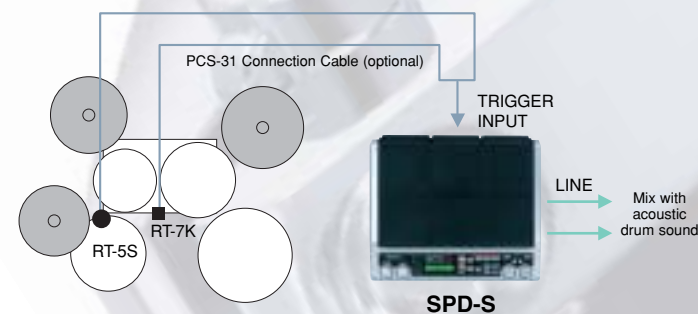 PCS-31 Connection Cable (optional)
TRIGGER
INPUT
LINE
Mix with
acoustic
drum sound
RT-7K
RT-5S
SPD-S